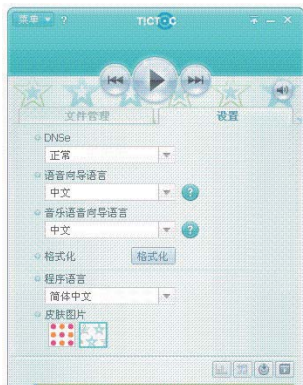 菜单 ? TICTOC
文件管理 设置
DNSe
正常
语音向导语言
中文 ?
音乐语音向导语言
中文 ?
格式化 格式化
程序语言
简体中文
皮肤图片